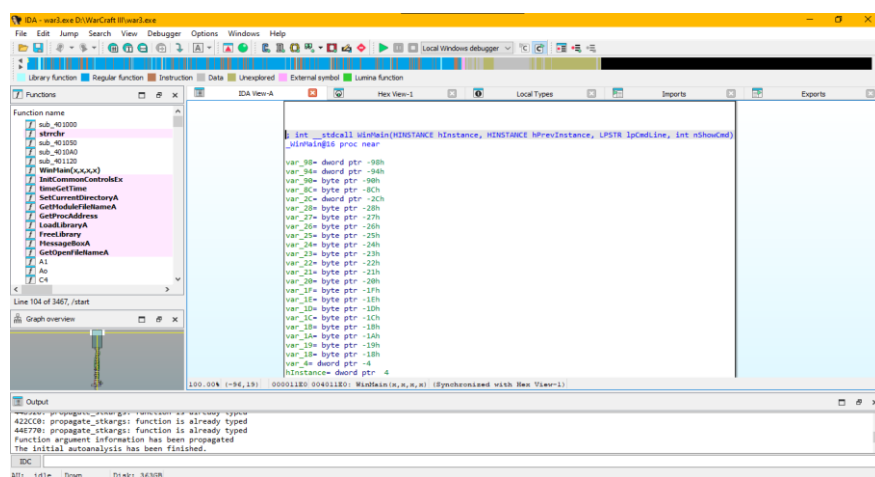 IDA - war3.exe D:\WarCraft III\war3.exe
File Edit Jump Search View Debugger Options Windows Help
Local Windows debugger
Library function Regular function Instruction Data Unexplored External symbol Lumina function
Functions
IDA View-A Hex View-1 Local Types Imports Exports
Function name
sub_401000
strrchr
sub_401050
sub_4010A0
sub_401120
WinMain(x,x,x,x)
InitCommonControlsEx
timeGetTime
SetCurrentDirectoryA
GetModuleFileNameA
GetProcAddress
LoadLibraryA
FreeLibrary
MessageBoxA
GetOpenFileNameA
A1
Ao
C4
Line 104 of 3467, /start
Graph overview
; int __stdcall WinMain(HINSTANCE hInstance, HINSTANCE hPrevInstance, LPSTR lpCmdLine, int nShowCmd)
_WinMain@16 proc near
var_98= dword ptr -98h
var_94= dword ptr -94h
var_90= byte ptr -90h
var_8C= byte ptr -8Ch
var_2C= dword ptr -2Ch
var_28= byte ptr -28h
var_27= byte ptr -27h
var_26= byte ptr -26h
var_25= byte ptr -25h
var_24= byte ptr -24h
var_23= byte ptr -23h
var_22= byte ptr -22h
var_21= byte ptr -21h
var_20= byte ptr -20h
var_1F= byte ptr -1Fh
var_1E= byte ptr -1Eh
var_1D= byte ptr -1Dh
var_1C= byte ptr -1Ch
var_1B= byte ptr -1Bh
var_1A= byte ptr -1Ah
var_19= byte ptr -19h
var_18= byte ptr -18h
var_4= dword ptr -4
hInstance= dword ptr 4
100.00% (-96,19) 000011E0 004011E0: WinMain(x,x,x,x) (Synchronized with Hex View-1)
Output
propagate_stkargs: function is already typed
422CC0: propagate_stkargs: function is already typed
44E770: propagate_stkargs: function is already typed
Function argument information has been propagated
The initial autoanalysis has been finished.
IDC
AU: idle Down Disk: 363GB